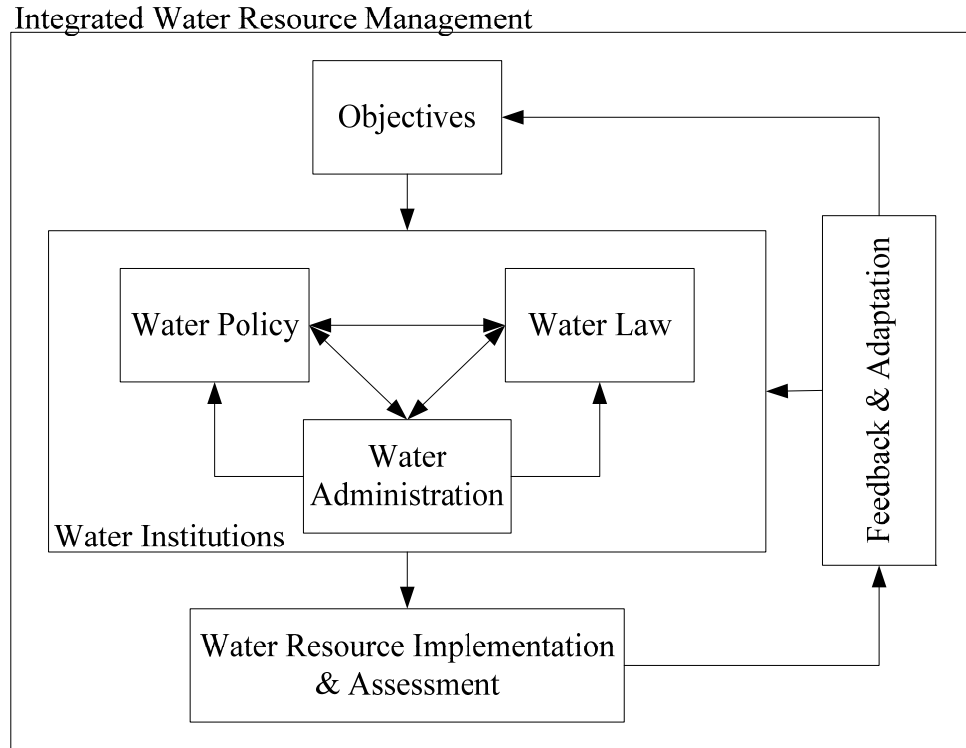 Integrated Water Resource Management
Objectives
Water Policy
Water Law
Water
Administration
Water Institutions
Feedback & Adaptation
Water Resource Implementation
& Assessment